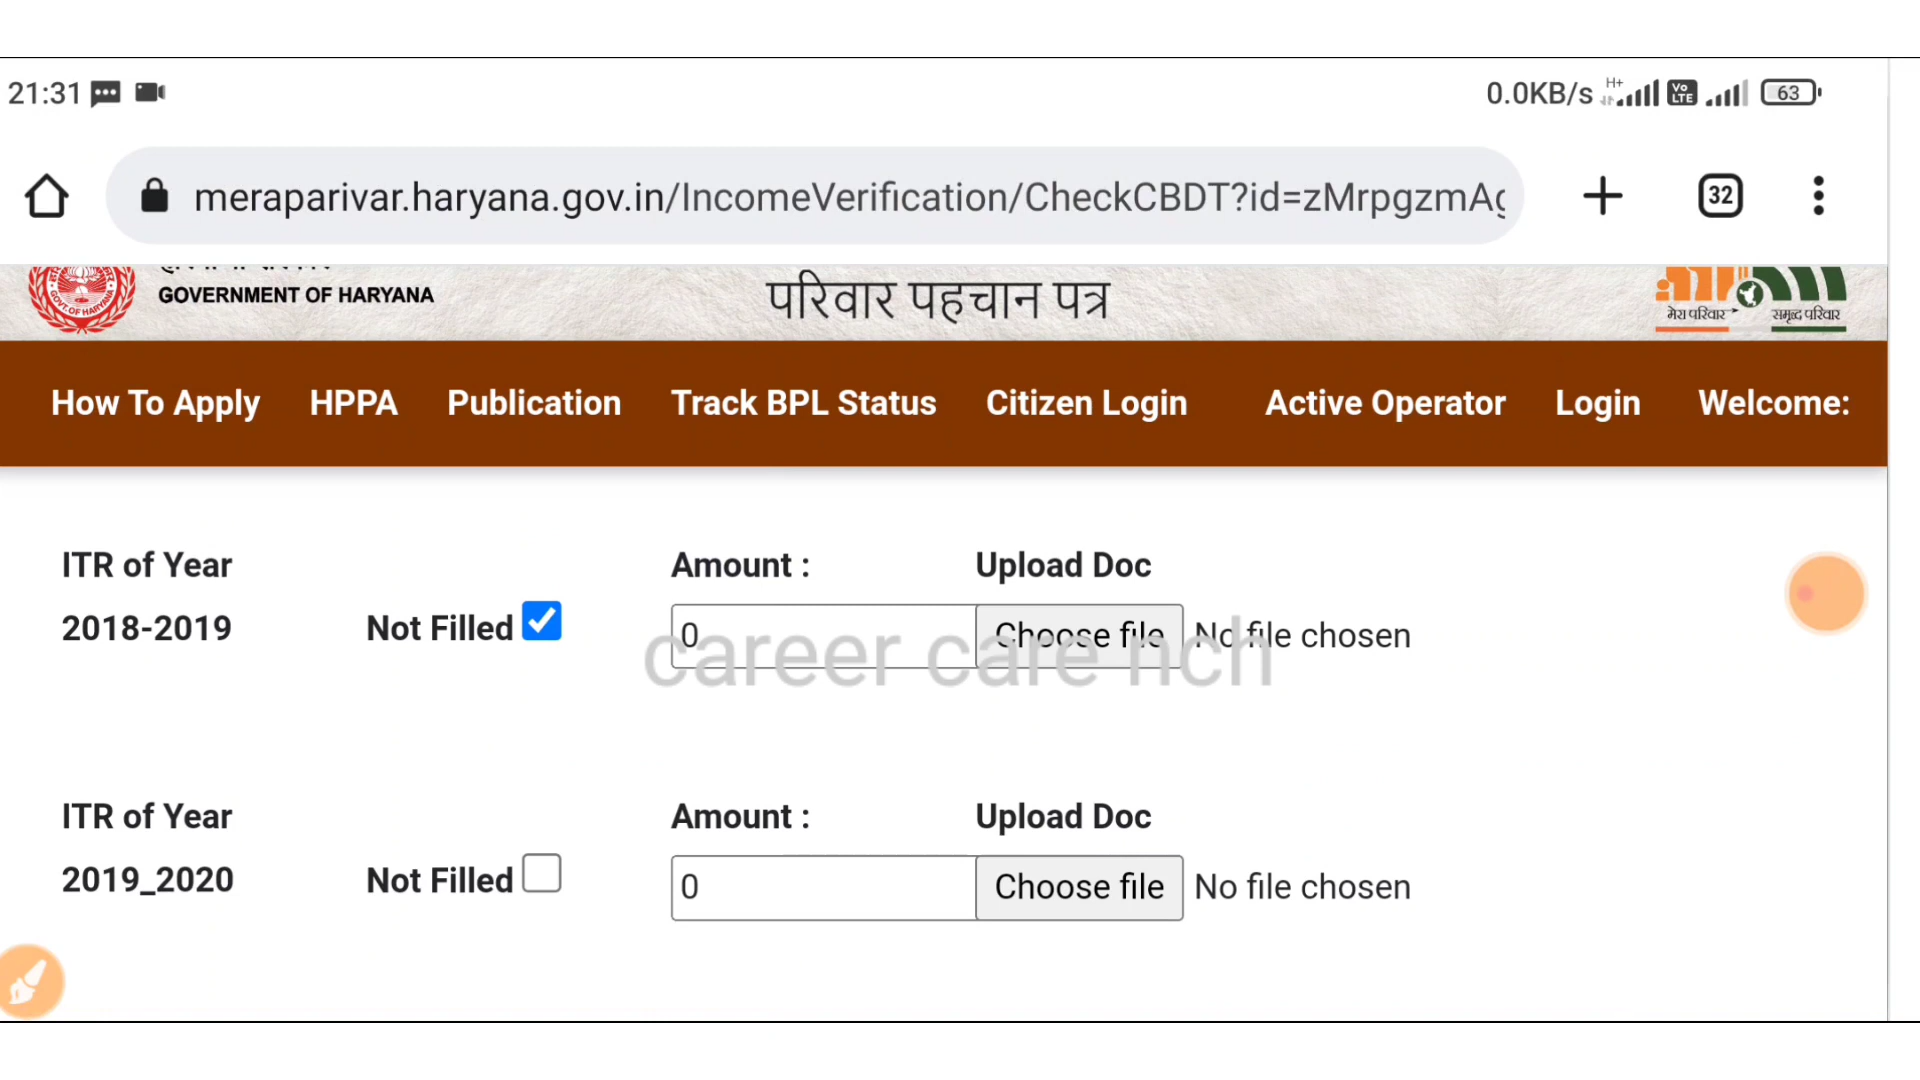 21:31
0.0KB/s H+ Vo LTE 63
meraparivar.haryana.gov.in/IncomeVerification/CheckCBDT?id=zMrpgzmAg
32
GOVERNMENT OF HARYANA
परिवार पहचान पत्र
मेरा परिवार समृद्ध परिवार
How To Apply HPPA Publication Track BPL Status Citizen Login Active Operator Login Welcome:
ITR of Year Amount : Upload Doc
2018-2019 Not Filled 0 Choose file No file chosen
career care nch
ITR of Year Amount : Upload Doc
2019_2020 Not Filled 0 Choose file No file chosen